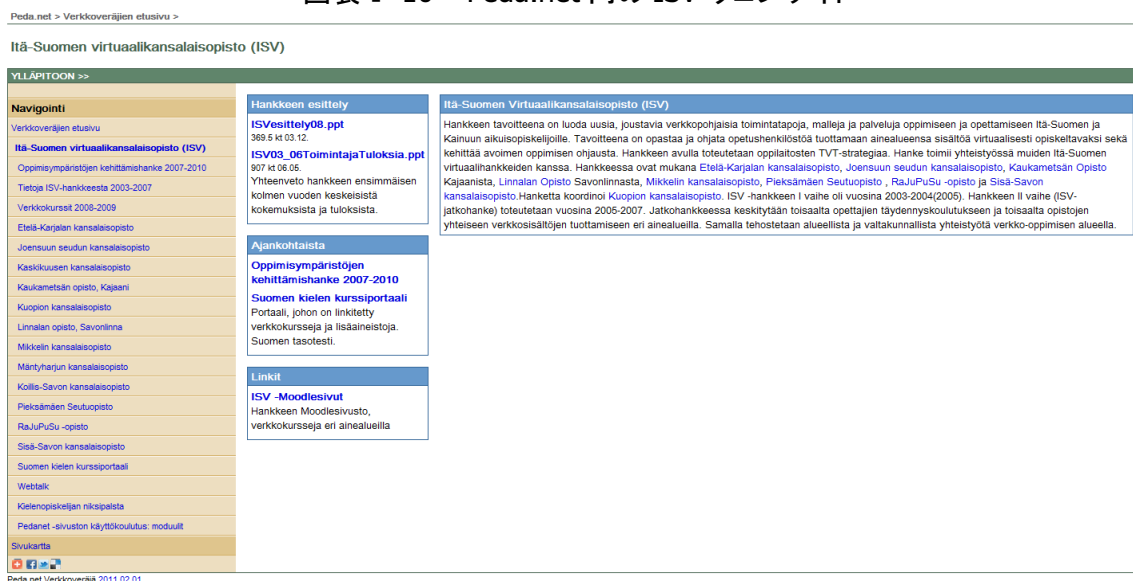 Peda.net > Verkkoveräjien etusivu >
Itä-Suomen virtuaalikansalaisopisto (ISV)
YLLÄPITOON >>
Navigointi
Verkkoveräjien etusivu
Itä-Suomen virtuaalikansalaisopisto (ISV)
Oppimisympäristöjen kehittämishanke 2007-2010
Tietoja ISV-hankkeesta 2003-2007
Verkkokurssit 2008-2009
Etelä-Karjalan kansalaisopisto
Joensuun seudun kansalaisopisto
Kaskikuusen kansalaisopisto
Kaukametsän opisto, Kajaani
Kuopion kansalaisopisto
Linnalan opisto, Savonlinna
Mikkelin kansalaisopisto
Mäntyharjun kansalaisopisto
Koillis-Savon kansalaisopisto
Pieksämäen Seutuopisto
RaJuPuSu -opisto
Sisä-Savon kansalaisopisto
Suomen kielen kurssiportaali
Webtalk
Kielenopiskelijan niksipalsta
Pedanet -sivuston käyttökoulutus: moduulit
Sivukartta
Peda.net Verkkoveräjä 2011.02.01
Hankkeen esittely
ISVesittely08.ppt
369.5 kt 03.12.
ISV03_06ToimintajaTuloksia.ppt
907 kt 06.05.
Yhteenveto hankkeen ensimmäisen
kolmen vuoden keskeisistä
kokemuksista ja tuloksista.
Ajankohtaista
Oppimisympäristöjen
kehittämishanke 2007-2010
Suomen kielen kurssiportaali
Portaali, johon on linkitetty
verkkokursseja ja lisäaineistoja.
Suomen tasotesti.
Linkit
ISV -Moodlesivut
Hankkeen Moodlesivusto,
verkkokursseja eri ainealueilla
Itä-Suomen Virtuaalikansalaisopisto (ISV)
Hankkeen tavoitteena on luoda uusia, joustavia verkkopohjaisia toimintatapoja, malleja ja palveluja oppimiseen ja opettamiseen Itä-Suomen ja
Kainuun aikuisopiskelijoille. Tavoitteena on opastaa ja ohjata opetushenkilöstöä tuottamaan ainealueensa sisältöä virtuaalisesti opiskeltavaksi sekä
kehittää avoimen oppimisen ohjausta. Hankkeen avulla toteutetaan oppilaitosten TVT-strategiaa. Hanke toimii yhteistyössä muiden Itä-Suomen
virtuaalihankkeiden kanssa. Hankkeessa ovat mukana Etelä-Karjalan kansalaisopisto, Joensuun seudun kansalaisopisto, Kaukametsän Opisto
Kajaanista, Linnalan Opisto Savonlinnasta, Mikkelin kansalaisopisto, Pieksämäen Seutuopisto , RaJuPuSu -opisto ja Sisä-Savon
kansalaisopisto.Hanketta koordinoi Kuopion kansalaisopisto. ISV -hankkeen I vaihe oli vuosina 2003-2004(2005). Hankkeen II vaihe (ISV-
jatkohanke) toteutetaan vuosina 2005-2007. Jatkohankkeessa keskitytään toisaalta opettajien täydennyskoulutukseen ja toisaalta opistojen
yhteiseen verkkosisältöjen tuottamiseen eri ainealueilla. Samalla tehostetaan alueellista ja valtakunnallista yhteistyötä verkko-oppimisen alueella.